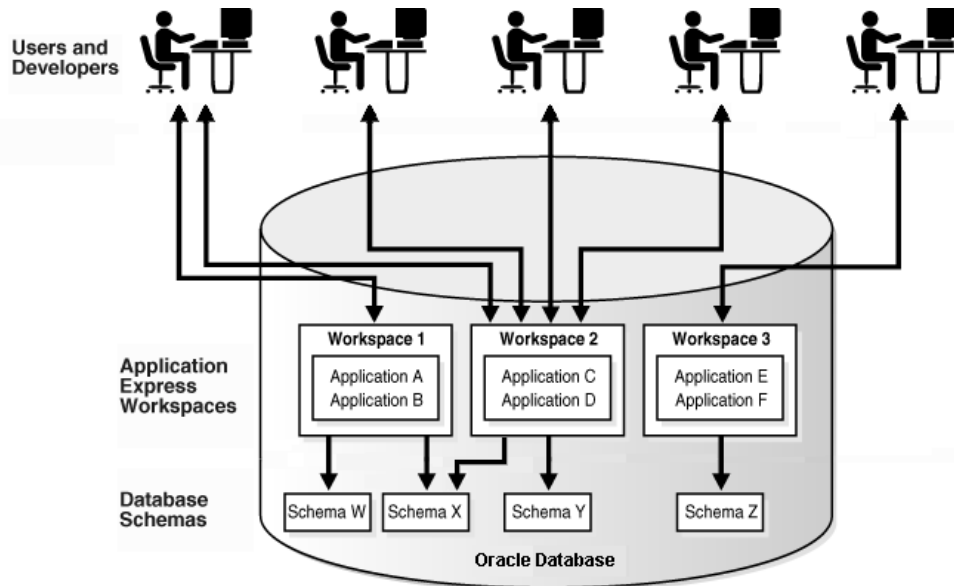 Users and
Developers
Workspace 1
Workspace 2
Workspace 3
Application A
Application B
Application C
Application D
Application E
Application F
Application
Express
Workspaces
Database
Schemas
Schema W
Schema X
Schema Y
Schema Z
Oracle Database